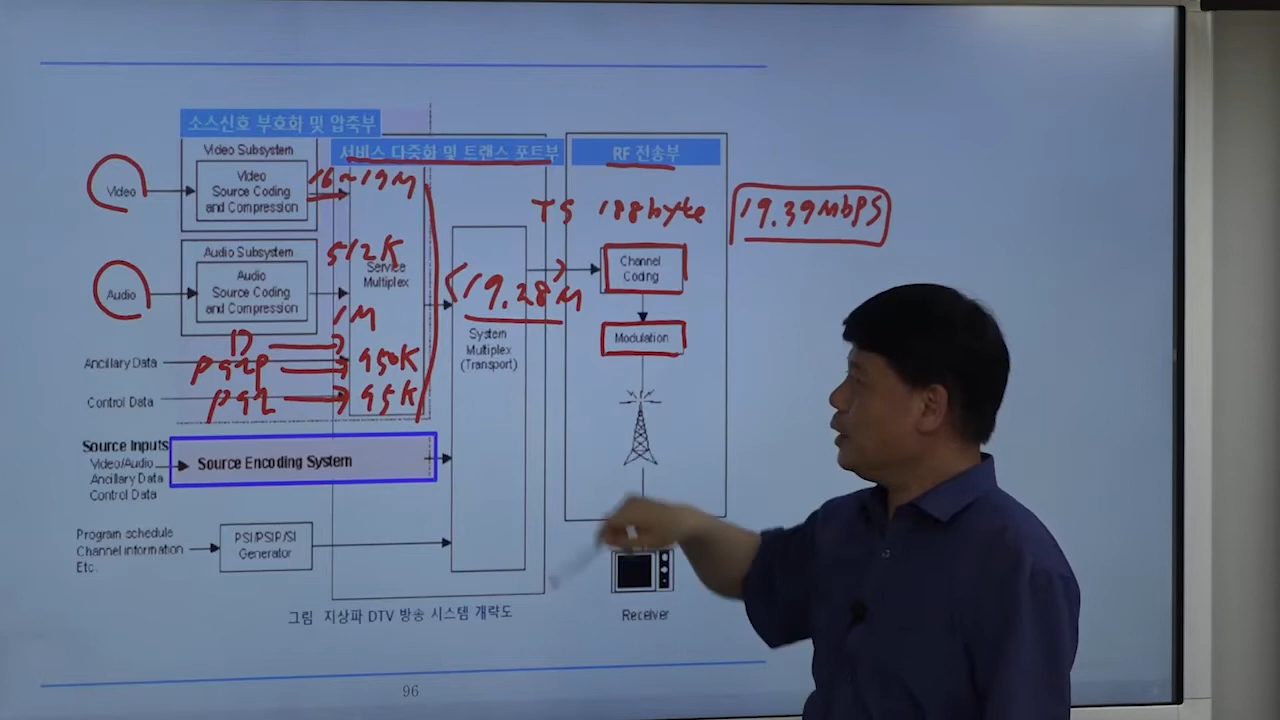 소스신호 부호화 및 압축부
서비스 다중화 및 트랜스 포트부
RF 전송부
Video Subsystem
Video
Video
Source Coding
and Compression
16~19M
TS 188byte
19.39Mbps
Audio Subsystem
Audio
Audio
Source Coding
and Compression
512K
Service
Multiplex
1M
19.28M
System
Multiplex
(Transport)
Channel
Coding
Modulation
Ancillary Data
950K
Control Data
95K
Source Inputs
Video/Audio
Ancillary Data
Control Data
Source Encoding System
Program schedule
Channel information
Etc.
PSI/PSIP/SI
Generator
Receiver
그림 지상파 DTV 방송 시스템 개략도
96